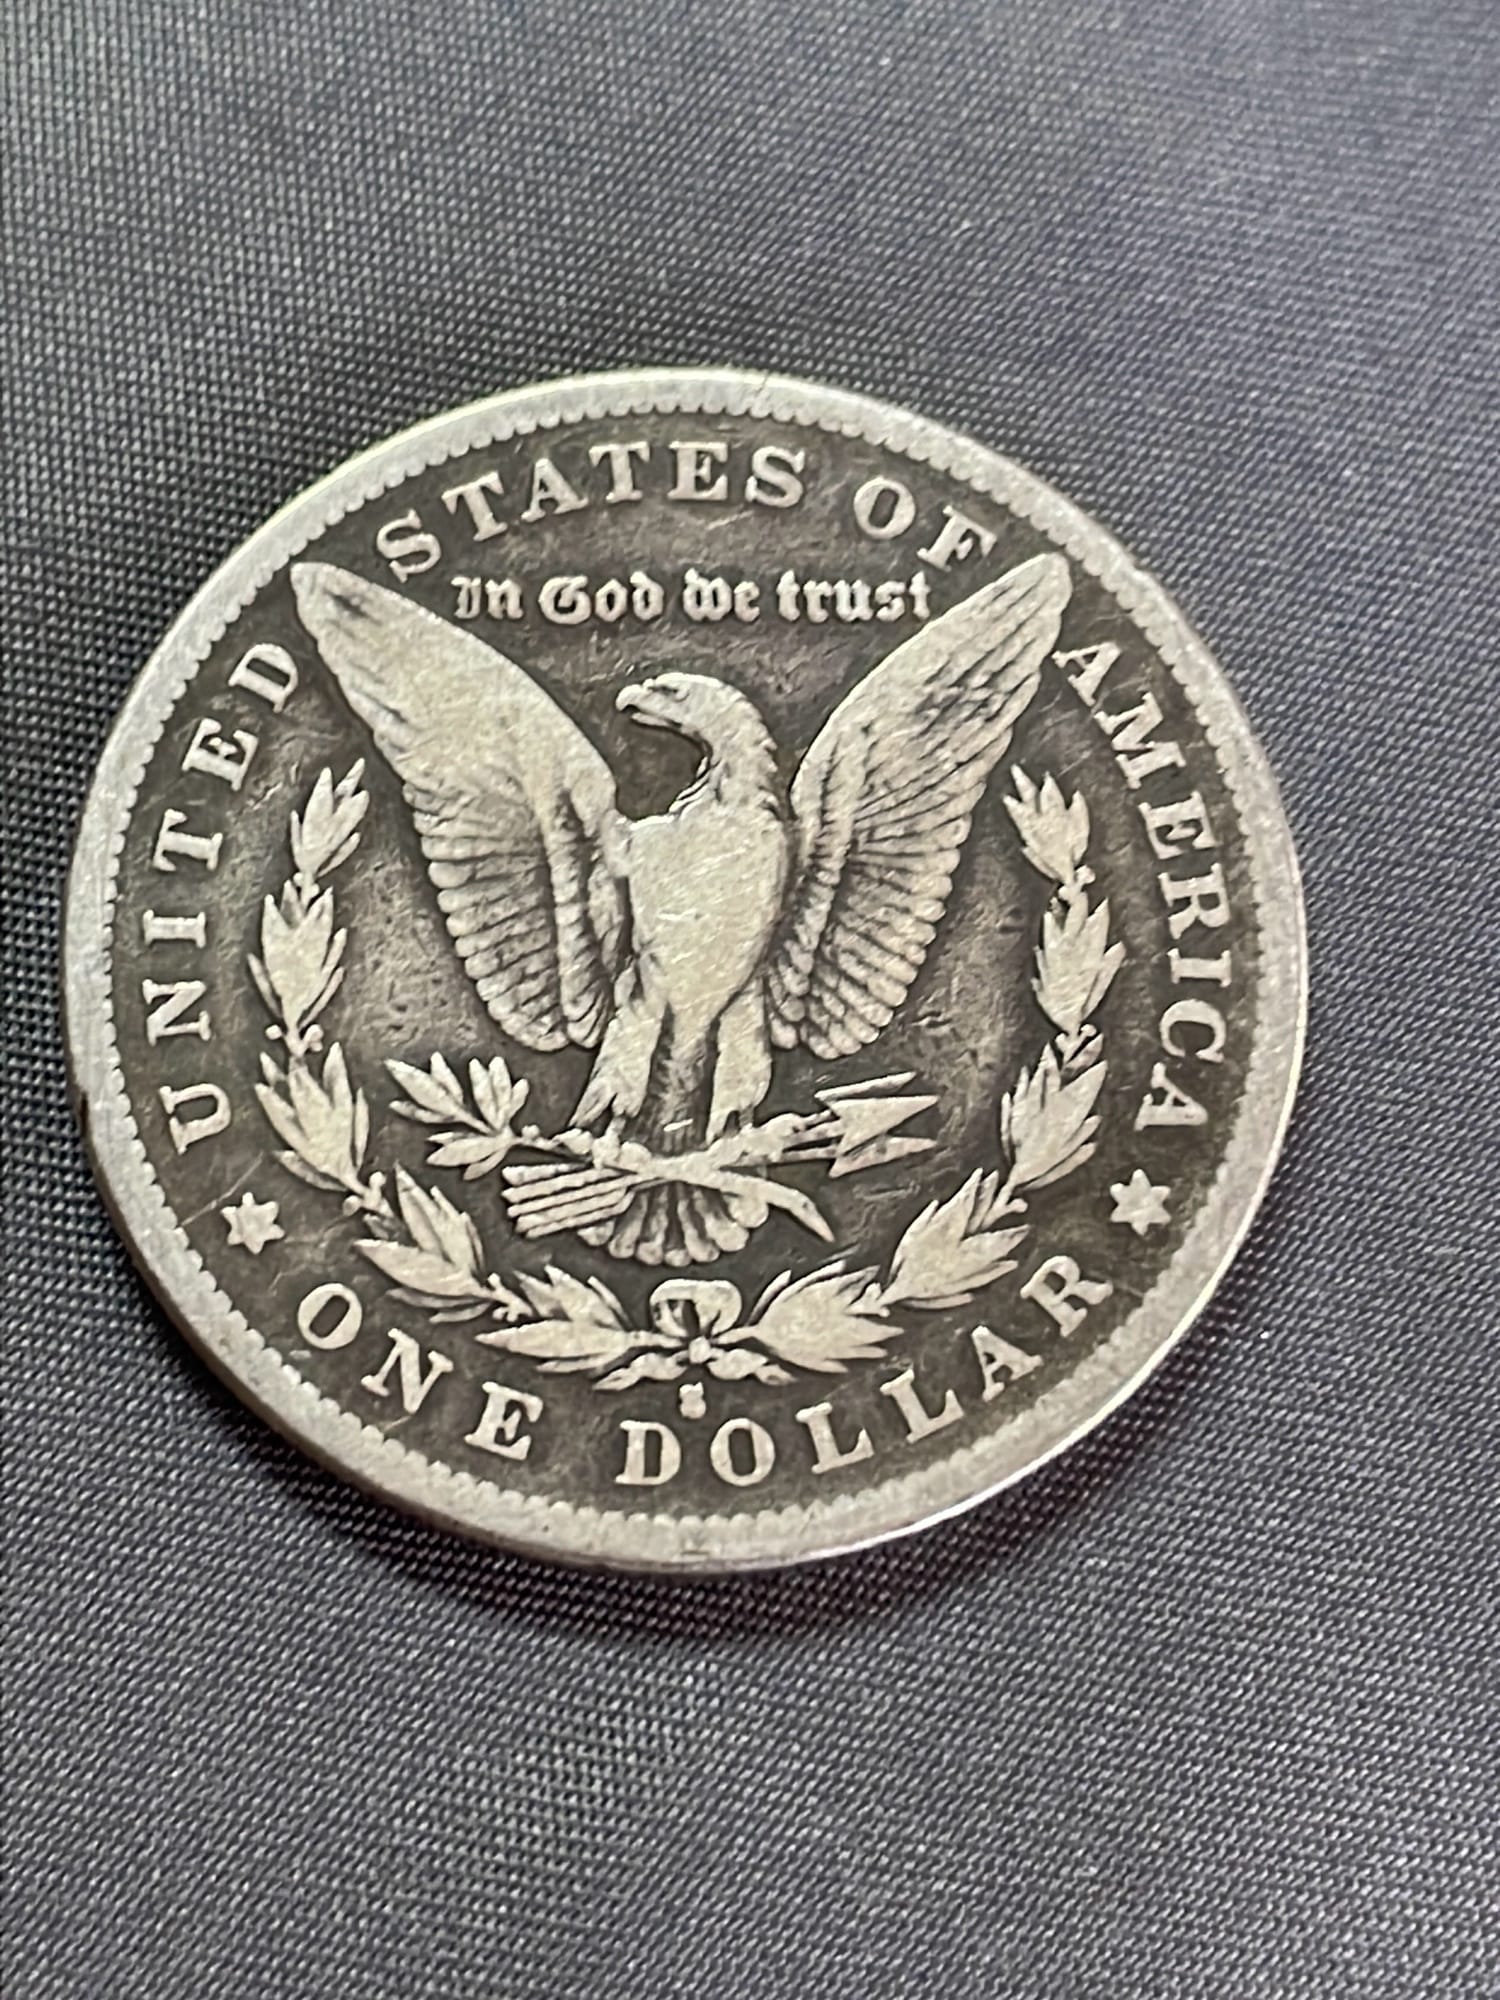 UNITED STATES OF AMERICA
In God we trust
S
ONE DOLLAR